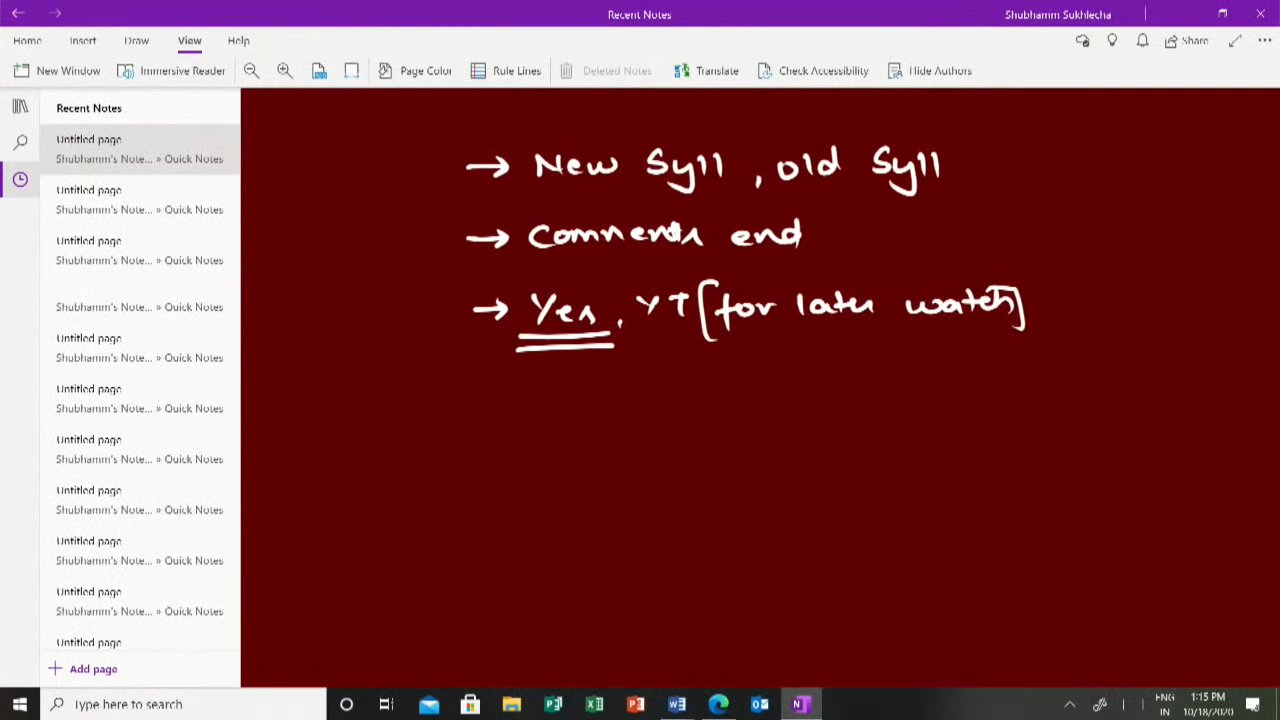 Recent Notes
Shubhamm Sukhlecha
Home Insert Draw View Help
Share
New Window Immersive Reader Page Color Rule Lines Deleted Notes Translate Check Accessibility Hide Authors
Recent Notes
Untitled page
Shubhamm's Note... » Quick Notes
Untitled page
Shubhamm's Note... » Quick Notes
Untitled page
Shubhamm's Note... » Quick Notes
Shubhamm's Note... » Quick Notes
Untitled page
Shubhamm's Note... » Quick Notes
Untitled page
Shubhamm's Note... » Quick Notes
Untitled page
Shubhamm's Note... » Quick Notes
Untitled page
Shubhamm's Note... » Quick Notes
Untitled page
Shubhamm's Note... » Quick Notes
Untitled page
Shubhamm's Note... » Quick Notes
Untitled page
+ Add page
→ New Syll, old Syll
→ Comments end
→ Yes, YT [for later watch]
Type here to search
ENG
IN
1:15 PM
10/18/2020